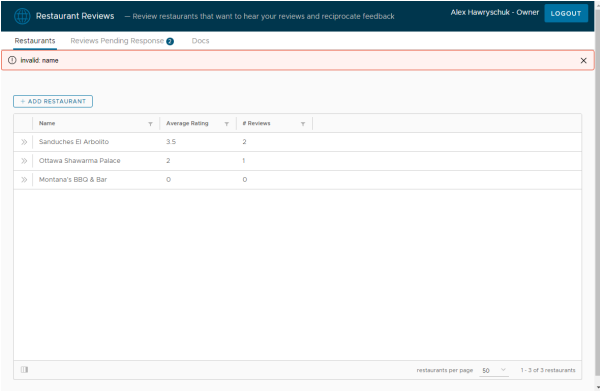 Restaurant Reviews — Review restaurants that want to hear your reviews and reciprocate feedback Alex Hawryschuk - Owner LOGOUT
Restaurants Reviews Pending Response 2 Docs
invalid: name
+ ADD RESTAURANT
Name Average Rating # Reviews
Sanduches El Arbolito 3.5 2
Ottawa Shawarma Palace 2 1
Montana's BBQ & Bar 0 0
restaurants per page 50 1 - 3 of 3 restaurants